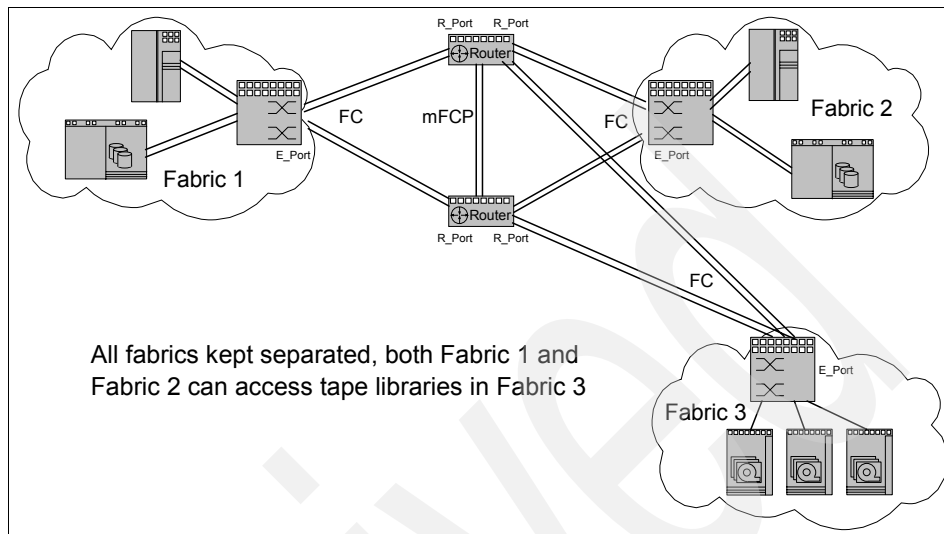 R_Port R_Port
Router
FC mFCP FC
E_Port E_Port
Fabric 1
Fabric 2
Router
R_Port R_Port
FC
All fabrics kept separated, both Fabric 1 and
Fabric 2 can access tape libraries in Fabric 3
E_Port
Fabric 3